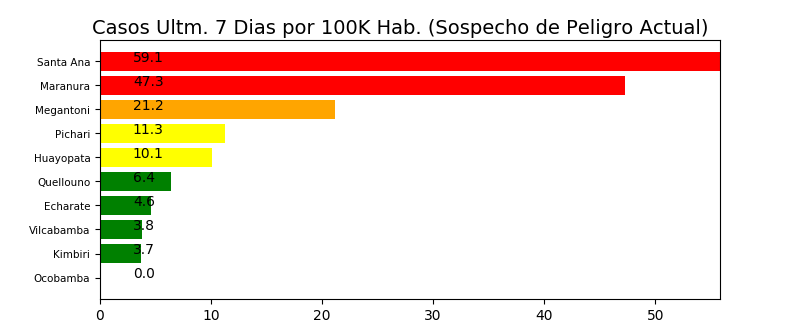 Casos Ultm. 7 Dias por 100K Hab. (Sospecho de Peligro Actual)
Santa Ana 59.1
Maranura 47.3
Megantoni 21.2
Pichari 11.3
Huayopata 10.1
Quellouno 6.4
Echarate 4.6
Vilcabamba 3.8
Kimbiri 3.7
Ocobamba 0.0
0 10 20 30 40 50